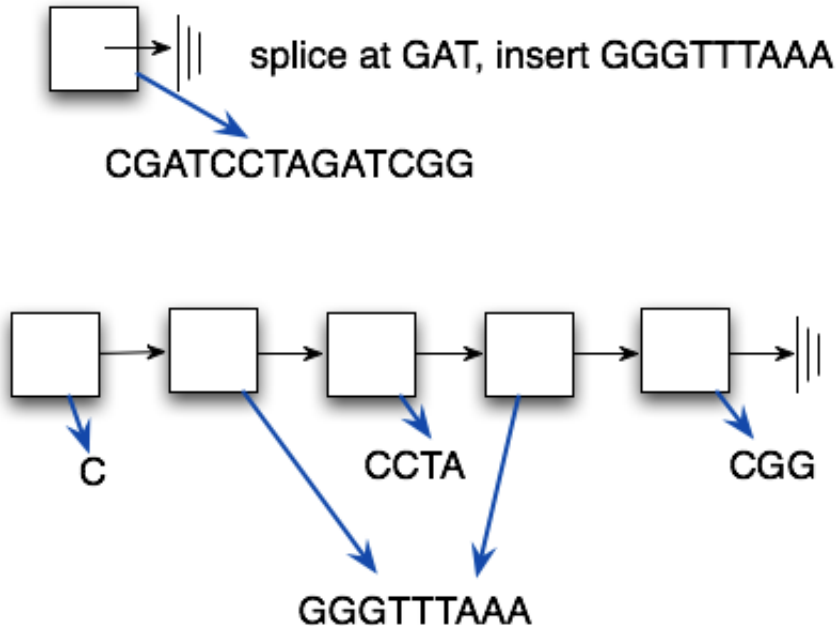 splice at GAT, insert GGGTTTAAA
CGATCCTAGATCGG
C
CCTA
CGG
GGGTTTAAA